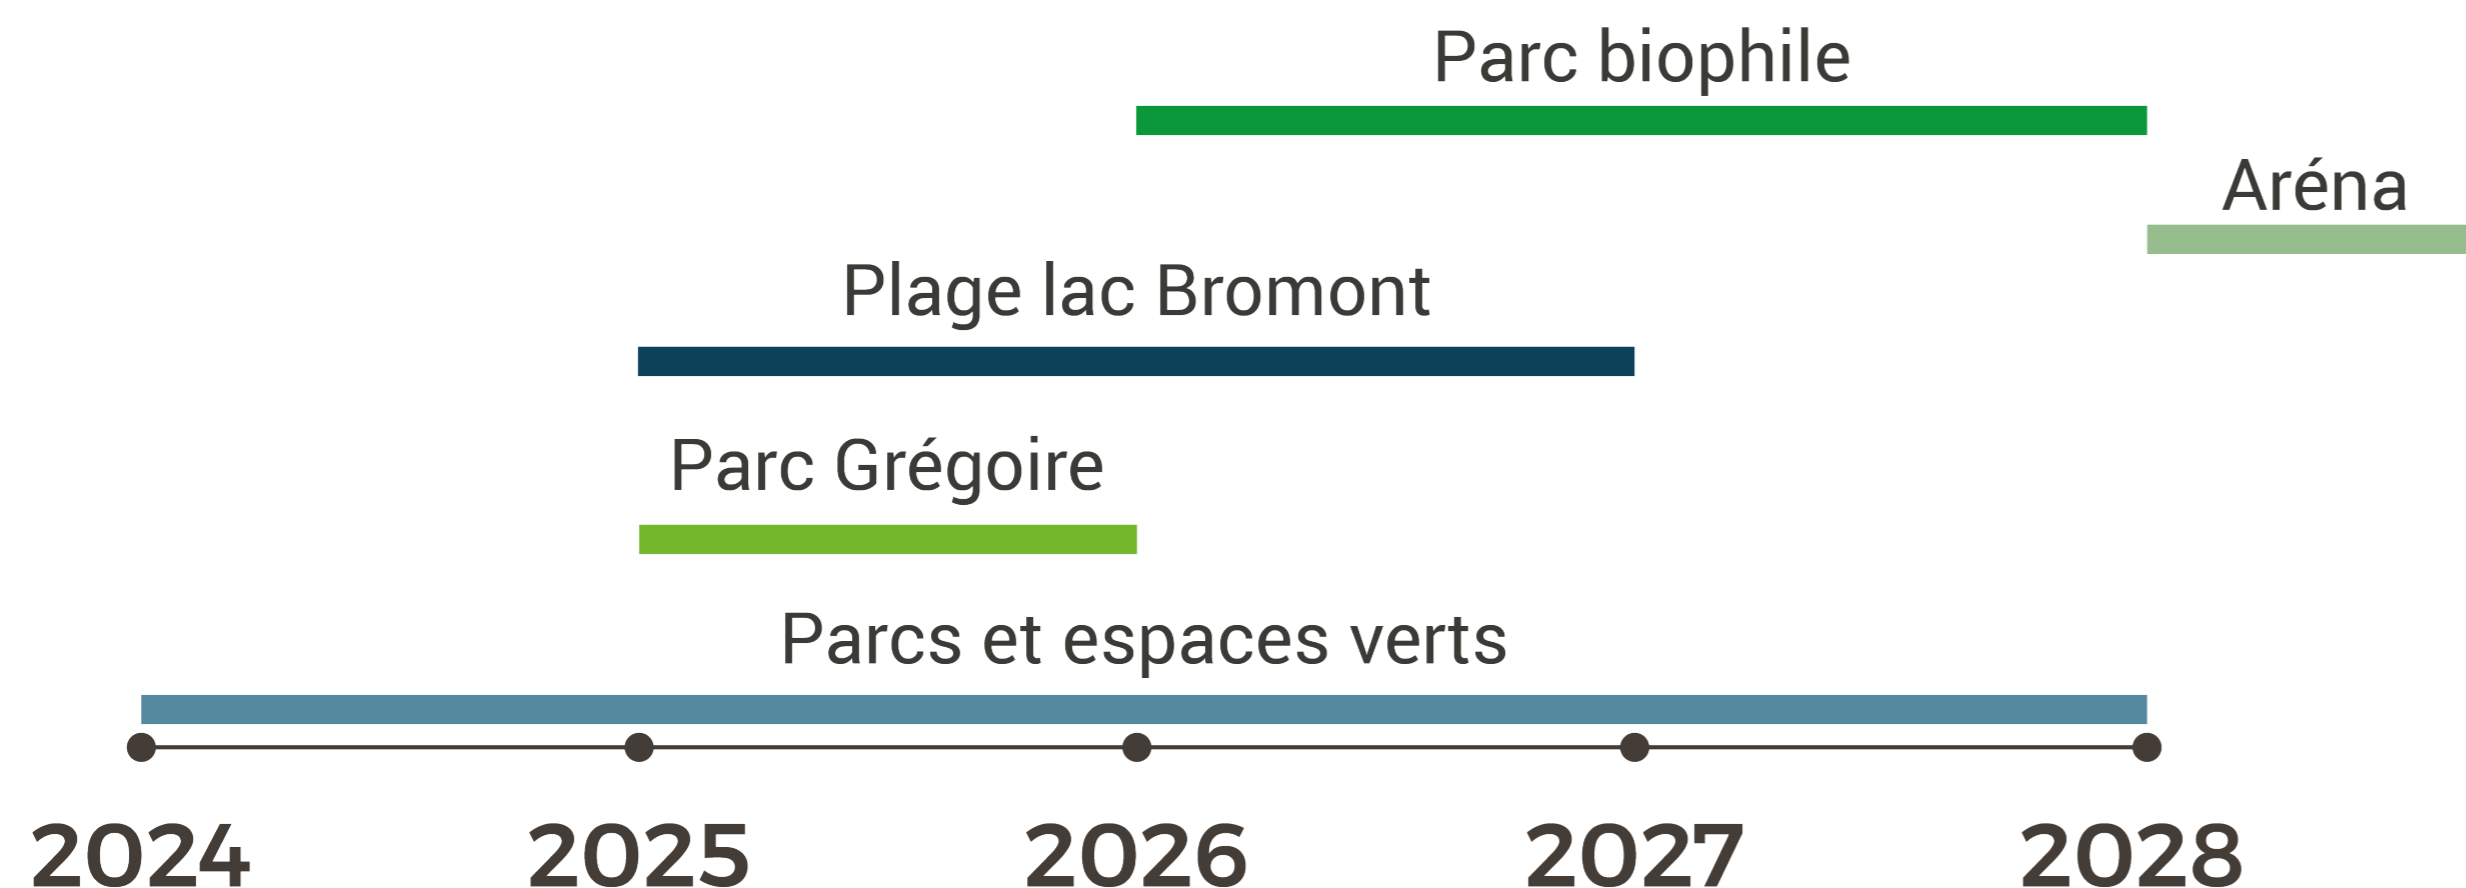 Parc biophile
Aréna
Plage lac Bromont
Parc Grégoire
Parcs et espaces verts
2024 2025 2026 2027 2028